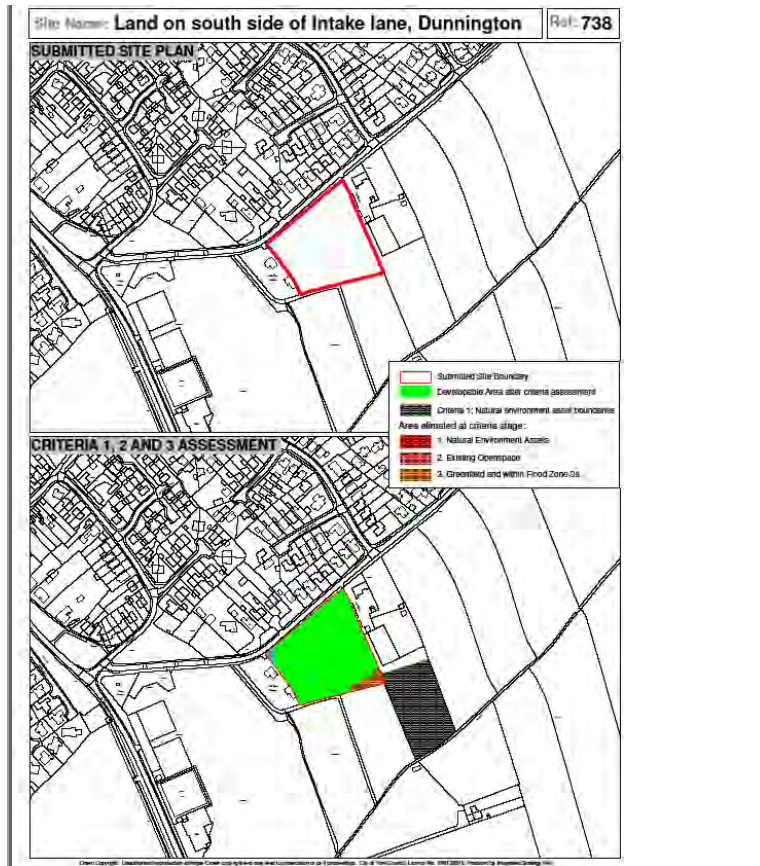 Site Name: Land on south side of Intake lane, Dunnington
Ref: 738
SUBMITTED SITE PLAN
Submitted Site Boundary
Developable Area after criteria assessment
Criteria 1: Natural environment asset boundaries
Area elimated at criteria stage:
1. Natural Environment Assets
2. Existing Openspace
3. Greenfield and within Flood Zone 3a
CRITERIA 1, 2 AND 3 ASSESSMENT